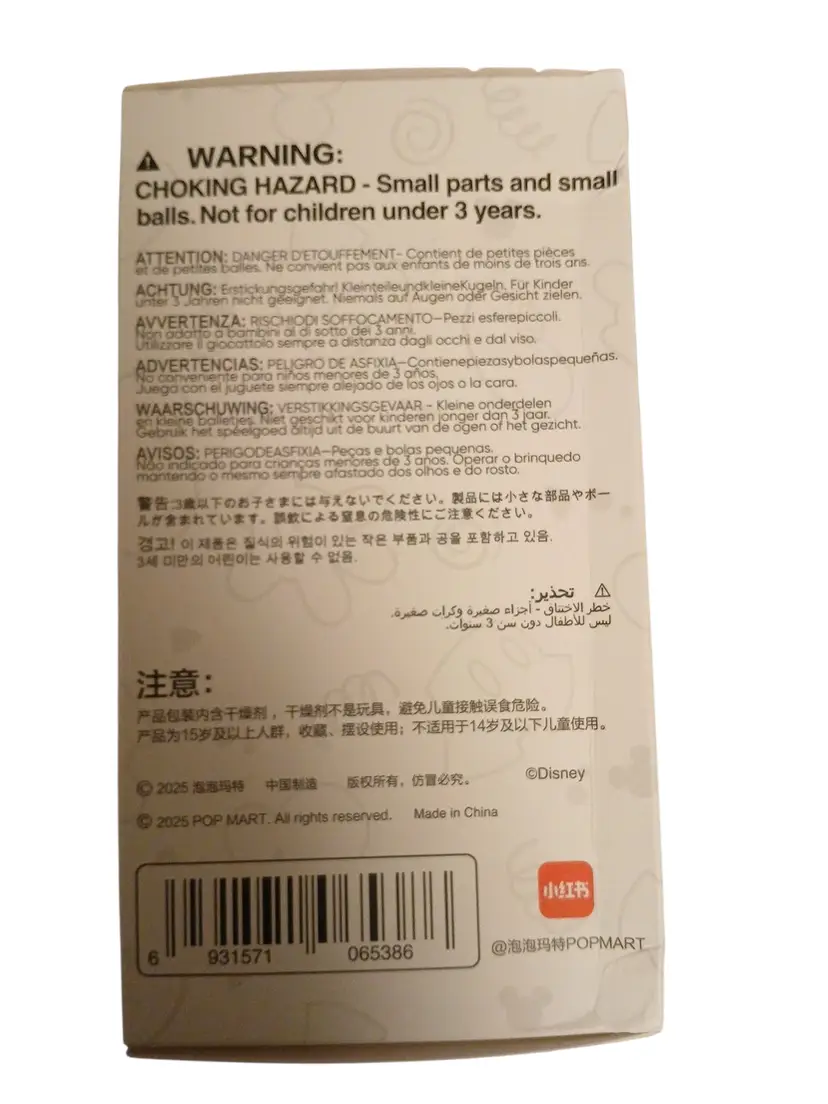 ⚠ WARNING:
CHOKING HAZARD - Small parts and small
balls. Not for children under 3 years.
ATTENTION: DANGER D'ETOUFFEMENT- Contient de petites pièces
et de petites balles. Ne convient pas aux enfants de moins de trois ans.
ACHTUNG: Erstickungsgefahr! KleinteileundkleineKugeln. Für Kinder
unter 3 Jahren nicht geeignet. Niemals auf Augen oder Gesicht zielen.
AVVERTENZA: RISCHIODI SOFFOCAMENTO—Pezzi esferepiccoli.
Non adatto a bambini al di sotto dei 3 anni.
Utilizzare il giocattolo sempre a distanza dagli occhi e dal viso.
ADVERTENCIAS: PELIGRO DE ASFIXIA—Contienepiezasybolaspequeñas.
No conveniente para niños menores de 3 años.
Juega con el juguete siempre alejado de los ojos o la cara.
WAARSCHUWING: VERSTIKKINGSGEVAAR - Kleine onderdelen
en kleine balletjes. Niet geschikt voor kinderen jonger dan 3 jaar.
Gebruik het speelgoed altijd uit de buurt van de ogen of het gezicht.
AVISOS: PERIGODEASFIXIA—Peças e bolas pequenas.
Não indicado para crianças menores de 3 anos. Operar o brinquedo
mantendo o mesmo sempre afastado dos olhos e do rosto.
警告:3歳以下のお子さまには与えないでください。製品には小さな部品やボー
ルが含まれています。誤飲による窒息の危険性にご注意ください。
경고! 이 제품은 질식의 위험이 있는 작은 부품과 공을 포함하고 있음.
3세 미만의 어린이는 사용할 수 없음.
⚠ تحذير:
خطر الاختناق - أجزاء صغيرة وكرات صغيرة.
ليس للأطفال دون سن 3 سنوات.
注意:
产品包装内含干燥剂，干燥剂不是玩具，避免儿童接触误食危险。
产品为15岁及以上人群，收藏、摆设使用；不适用于14岁及以下儿童使用。
© 2025 泡泡玛特 中国制造 版权所有，仿冒必究。 ©Disney
© 2025 POP MART. All rights reserved. Made in China
6 931571 065386
小红书
@泡泡玛特POPMART